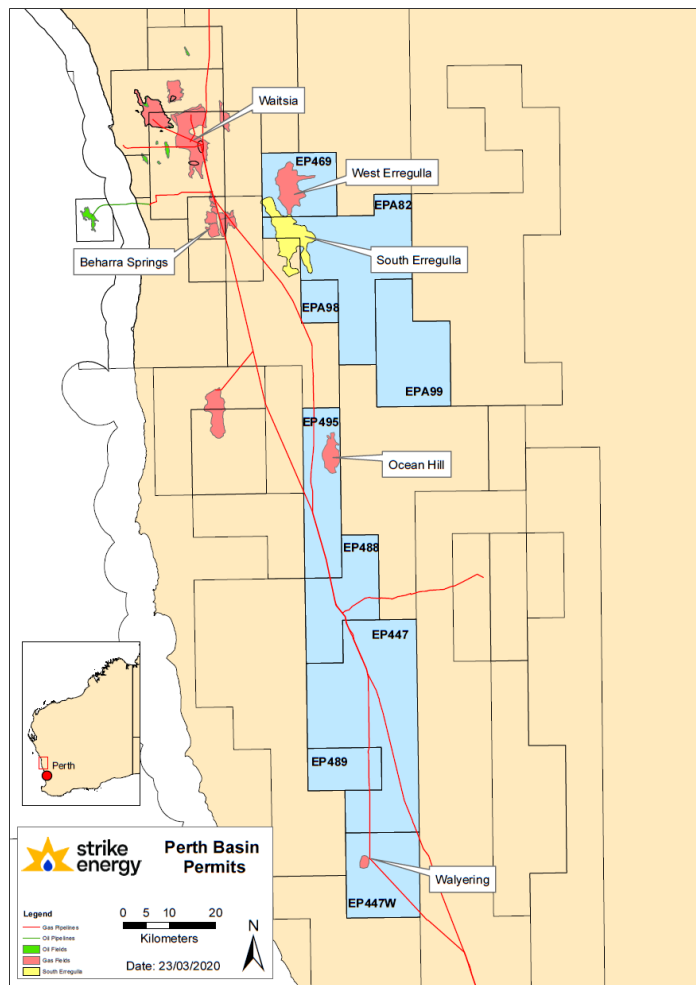 Waitsia
EP469
West Erregulla
EPA82
Beharra Springs
South Erregulla
EPA98
EPA99
EP495
Ocean Hill
EP488
EP447
Perth
EP489
strike
energy
Perth Basin
Permits
Walyering
EP447W
Legend
Gas Pipelines
Oil Pipelines
Oil Fields
Gas Fields
South Erregulla
0 5 10 20
Kilometers
Date: 23/03/2020
N